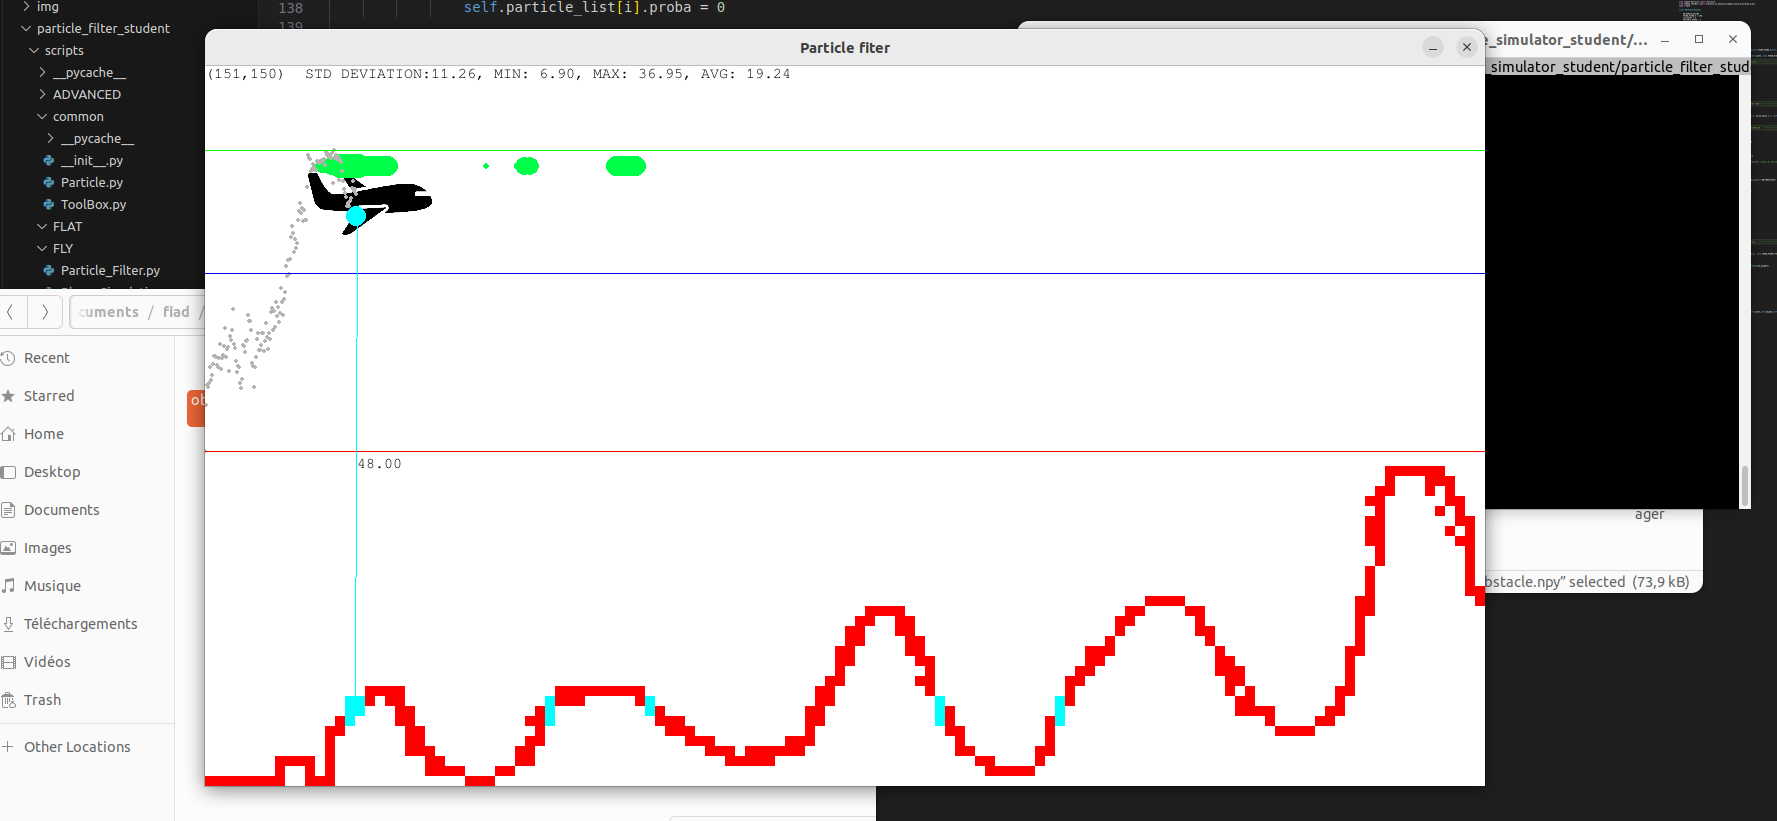 img
138 self.particle_list[i].proba = 0
particle_filter_student
139
scripts
__pycache__
ADVANCED
common
__pycache__
__init__.py
Particle.py
ToolBox.py
FLAT
FLY
Particle_Filter.py
Particle fiter
(151,150) STD DEVIATION:11.26, MIN: 6.90, MAX: 36.95, AVG: 19.24
48.00
e_simulator_student/...
_simulator_student/particle_filter_stud
cuments / fiad /
Recent
Starred
Home
Desktop
Documents
Images
Musique
Téléchargements
Vidéos
Trash
Other Locations
ob
ager
bstacle.npy” selected (73,9 kB)